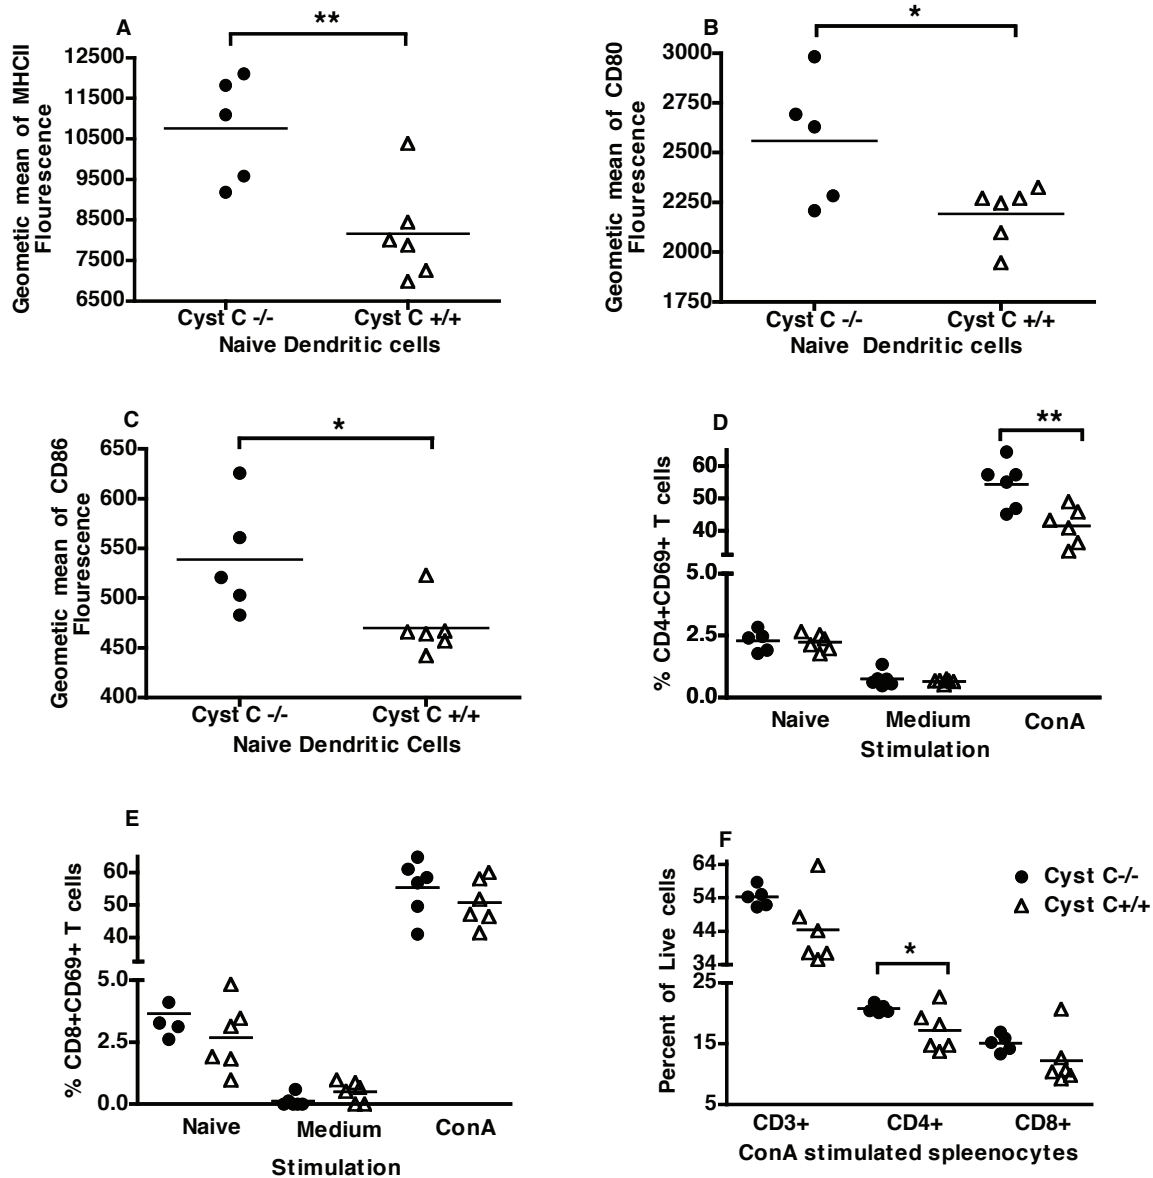 A
**
Geometic mean of MHCII
Flourescence
12500
11500
10500
9500
8500
7500
6500
Cyst C -/-
Cyst C +/+
Naive Dendritic cells
B
*
Geometic mean of CD80
Flourescence
3000
2750
2500
2250
2000
1750
Cyst C -/-
Cyst C +/+
Naive Dendritic cells
C
*
Geometic mean of CD86
Flourescence
650
600
550
500
450
400
Cyst C -/-
Cyst C +/+
Naive Dendritic Cells
D
**
% CD4+CD69+ T cells
60
50
40
5.0
2.5
0.0
Naive
Medium
ConA
Stimulation
E
% CD8+CD69+ T cells
60
50
40
5.0
2.5
0.0
Naive
Medium
ConA
Stimulation
F
Percent of Live cells
64
54
44
34
25
15
5
*
Cyst C-/-
Cyst C+/+
CD3+
CD4+
CD8+
ConA stimulated spleenocytes